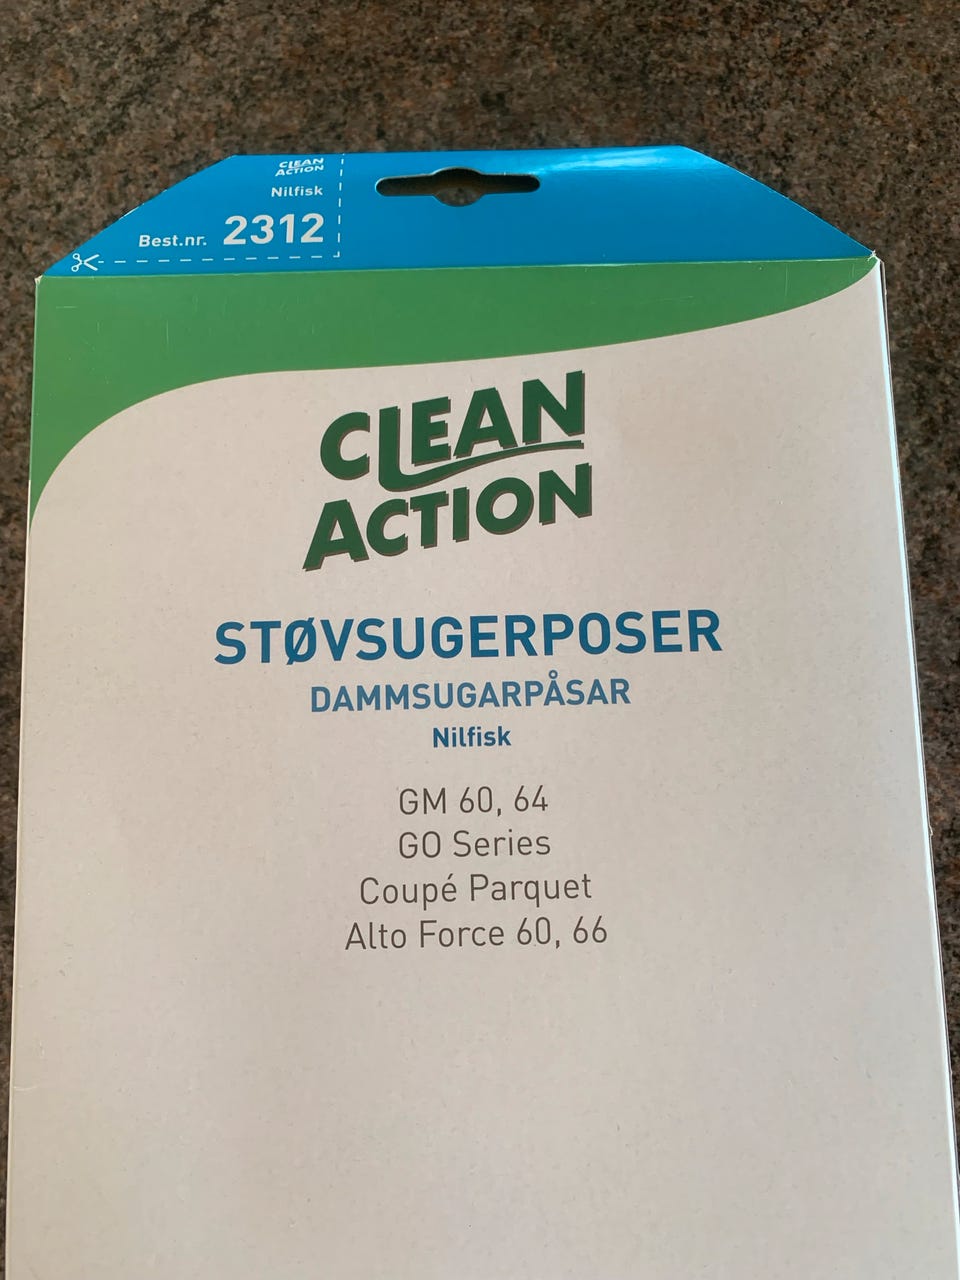 CLEAN
ACTION
Nilfisk
Best.nr. 2312
CLEAN
ACTION
STØVSUGERPOSER
DAMMSUGARPÅSAR
Nilfisk
GM 60, 64
GO Series
Coupé Parquet
Alto Force 60, 66